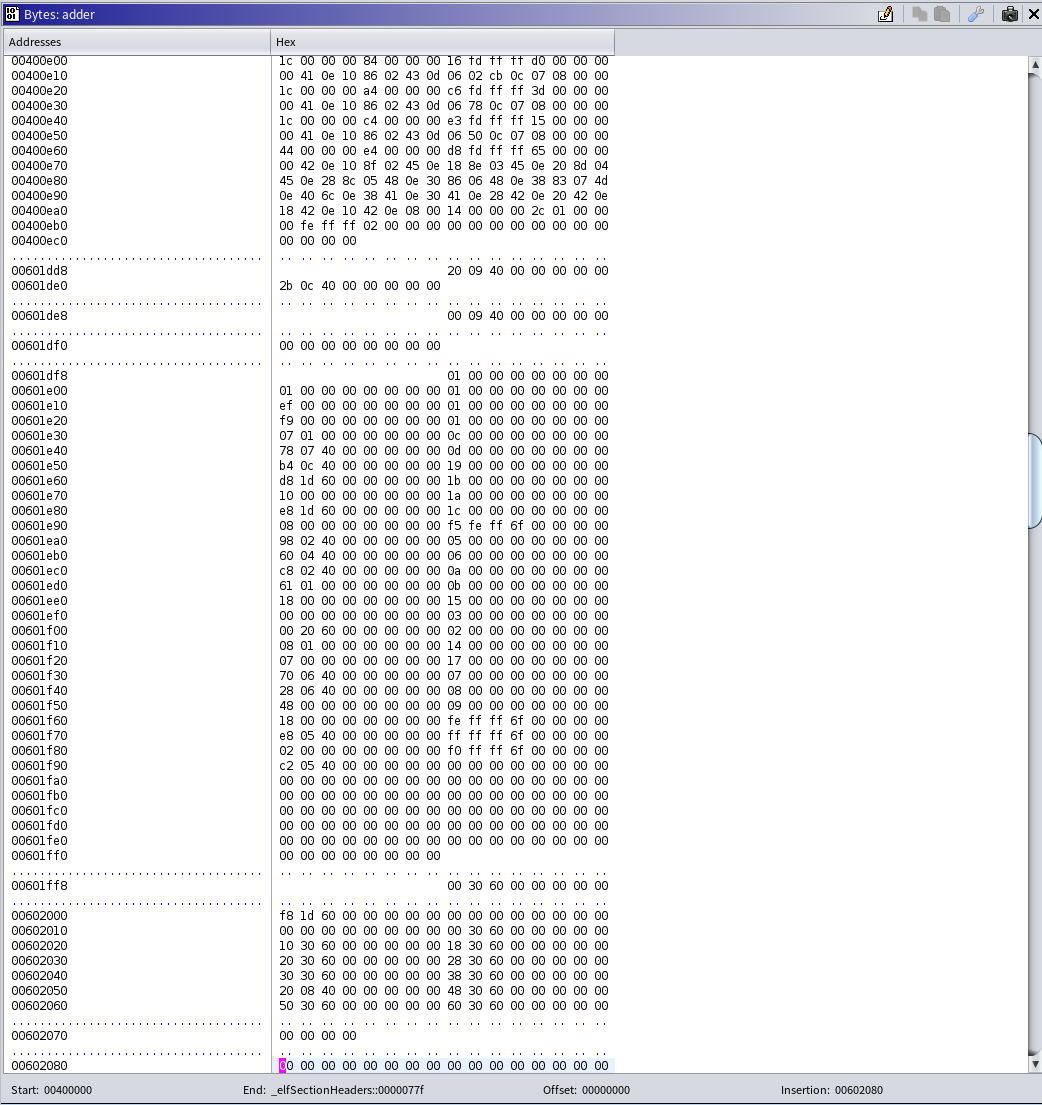 Bytes: adder
Addresses Hex
00400e00 1c 00 00 00 84 00 00 00 16 fd ff ff d0 00 00 00
00400e10 00 41 0e 10 86 02 43 0d 06 02 cb 0c 07 08 00 00
00400e20 1c 00 00 00 a4 00 00 00 c6 fd ff ff 3d 00 00 00
00400e30 00 41 0e 10 86 02 43 0d 06 78 0c 07 08 00 00 00
00400e40 1c 00 00 00 c4 00 00 00 e3 fd ff ff 15 00 00 00
00400e50 00 41 0e 10 86 02 43 0d 06 50 0c 07 08 00 00 00
00400e60 44 00 00 00 e4 00 00 00 d8 fd ff ff 65 00 00 00
00400e70 00 42 0e 10 8f 02 45 0e 18 8e 03 45 0e 20 8d 04
00400e80 45 0e 28 8c 05 48 0e 30 86 06 48 0e 38 83 07 4d
00400e90 0e 40 6c 0e 38 41 0e 30 41 0e 28 42 0e 20 42 0e
00400ea0 18 42 0e 10 42 0e 08 00 14 00 00 00 2c 01 00 00
00400eb0 00 fe ff ff 02 00 00 00 00 00 00 00 00 00 00 00
00400ec0 00 00 00 00
00601dd8 20 09 40 00 00 00 00 00
00601de0 2b 0c 40 00 00 00 00 00
00601de8 00 09 40 00 00 00 00 00
00601df0 00 00 00 00 00 00 00 00
00601df8 01 00 00 00 00 00 00 00
00601e00 01 00 00 00 00 00 00 00 01 00 00 00 00 00 00 00
00601e10 ef 00 00 00 00 00 00 00 01 00 00 00 00 00 00 00
00601e20 f9 00 00 00 00 00 00 00 01 00 00 00 00 00 00 00
00601e30 07 01 00 00 00 00 00 00 0c 00 00 00 00 00 00 00
00601e40 78 07 40 00 00 00 00 00 0d 00 00 00 00 00 00 00
00601e50 b4 0c 40 00 00 00 00 00 19 00 00 00 00 00 00 00
00601e60 d8 1d 60 00 00 00 00 00 1b 00 00 00 00 00 00 00
00601e70 10 00 00 00 00 00 00 00 1a 00 00 00 00 00 00 00
00601e80 e8 1d 60 00 00 00 00 00 1c 00 00 00 00 00 00 00
00601e90 08 00 00 00 00 00 00 00 f5 fe ff 6f 00 00 00 00
00601ea0 98 02 40 00 00 00 00 00 05 00 00 00 00 00 00 00
00601eb0 60 04 40 00 00 00 00 00 06 00 00 00 00 00 00 00
00601ec0 c8 02 40 00 00 00 00 00 0a 00 00 00 00 00 00 00
00601ed0 61 01 00 00 00 00 00 00 0b 00 00 00 00 00 00 00
00601ee0 18 00 00 00 00 00 00 00 15 00 00 00 00 00 00 00
00601ef0 00 00 00 00 00 00 00 00 03 00 00 00 00 00 00 00
00601f00 00 20 60 00 00 00 00 00 02 00 00 00 00 00 00 00
00601f10 08 01 00 00 00 00 00 00 14 00 00 00 00 00 00 00
00601f20 07 00 00 00 00 00 00 00 17 00 00 00 00 00 00 00
00601f30 70 06 40 00 00 00 00 00 07 00 00 00 00 00 00 00
00601f40 28 06 40 00 00 00 00 00 08 00 00 00 00 00 00 00
00601f50 48 00 00 00 00 00 00 00 09 00 00 00 00 00 00 00
00601f60 18 00 00 00 00 00 00 00 fe ff ff 6f 00 00 00 00
00601f70 e8 05 40 00 00 00 00 00 ff ff ff 6f 00 00 00 00
00601f80 02 00 00 00 00 00 00 00 f0 ff ff 6f 00 00 00 00
00601f90 c2 05 40 00 00 00 00 00 00 00 00 00 00 00 00 00
00601fa0 00 00 00 00 00 00 00 00 00 00 00 00 00 00 00 00
00601fb0 00 00 00 00 00 00 00 00 00 00 00 00 00 00 00 00
00601fc0 00 00 00 00 00 00 00 00 00 00 00 00 00 00 00 00
00601fd0 00 00 00 00 00 00 00 00 00 00 00 00 00 00 00 00
00601fe0 00 00 00 00 00 00 00 00 00 00 00 00 00 00 00 00
00601ff0 00 00 00 00 00 00 00 00
00601ff8 00 30 60 00 00 00 00 00
00602000 f8 1d 60 00 00 00 00 00 00 00 00 00 00 00 00 00
00602010 00 00 00 00 00 00 00 00 00 30 60 00 00 00 00 00
00602020 10 30 60 00 00 00 00 00 18 30 60 00 00 00 00 00
00602030 20 30 60 00 00 00 00 00 28 30 60 00 00 00 00 00
00602040 30 30 60 00 00 00 00 00 38 30 60 00 00 00 00 00
00602050 20 08 40 00 00 00 00 00 48 30 60 00 00 00 00 00
00602060 50 30 60 00 00 00 00 00 60 30 60 00 00 00 00 00
00602070 00 00 00 00
00602080 00 00 00 00 00 00 00 00 00 00 00 00 00 00 00 00
Start: 00400000 End: _elfSectionHeaders::0000077f Offset: 00000000 Insertion: 00602080